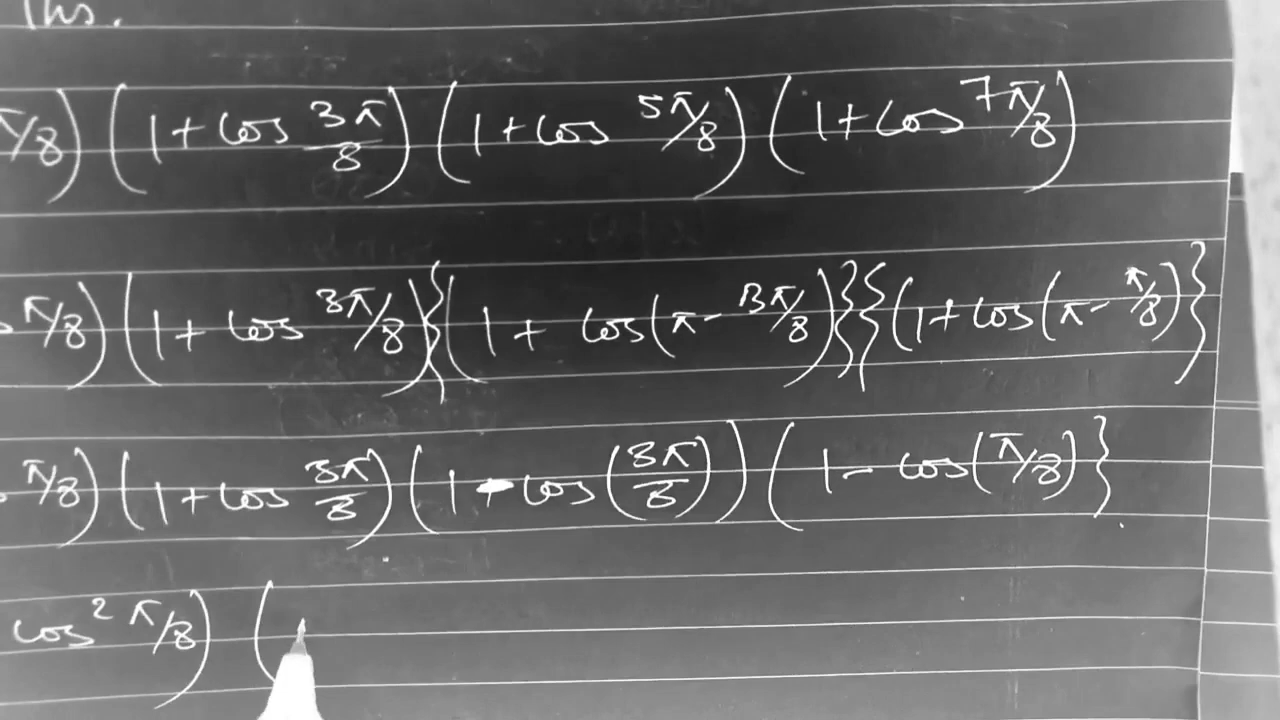 lhs.
π/8) (1 + cos 3π/8) (1 + cos 5π/8) (1 + cos 7π/8)
s π/8) (1 + cos 3π/8) {(1 + cos(π - 3π/8)} {(1 + cos(π - π/8)}
s π/8) (1 + cos 3π/8) (1 - cos(3π/8)) (1 - cos(π/8)}
cos² π/8) (